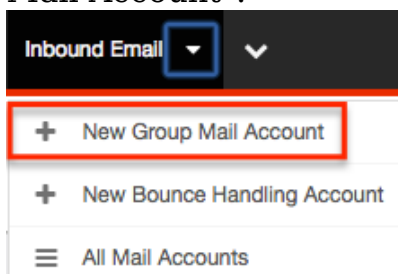 Mail Account".
Inbound Email
New Group Mail Account
New Bounce Handling Account
All Mail Accounts